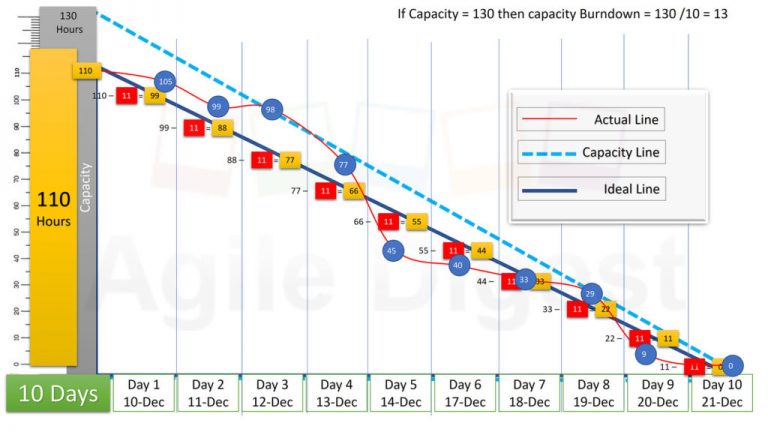 130
Hours
If Capacity = 130 then capacity Burndown = 130 /10 = 13
Actual Line
Capacity Line
Ideal Line
110
Hours
Capacity
0
10
20
30
40
50
60
70
80
90
100
110
110
110 – 11 = 99
99 – 11 = 88
88 – 11 = 77
77 – 11 = 66
66 – 11 = 55
55 – 11 = 44
44 – 11 33
33 – 11 = 22
22 – 11 = 11
11 – 11 = 0
105
99
98
77
45
40
33
29
9
0
Agile Digest
10 Days
Day 1
10-Dec
Day 2
11-Dec
Day 3
12-Dec
Day 4
13-Dec
Day 5
14-Dec
Day 6
17-Dec
Day 7
18-Dec
Day 8
19-Dec
Day 9
20-Dec
Day 10
21-Dec